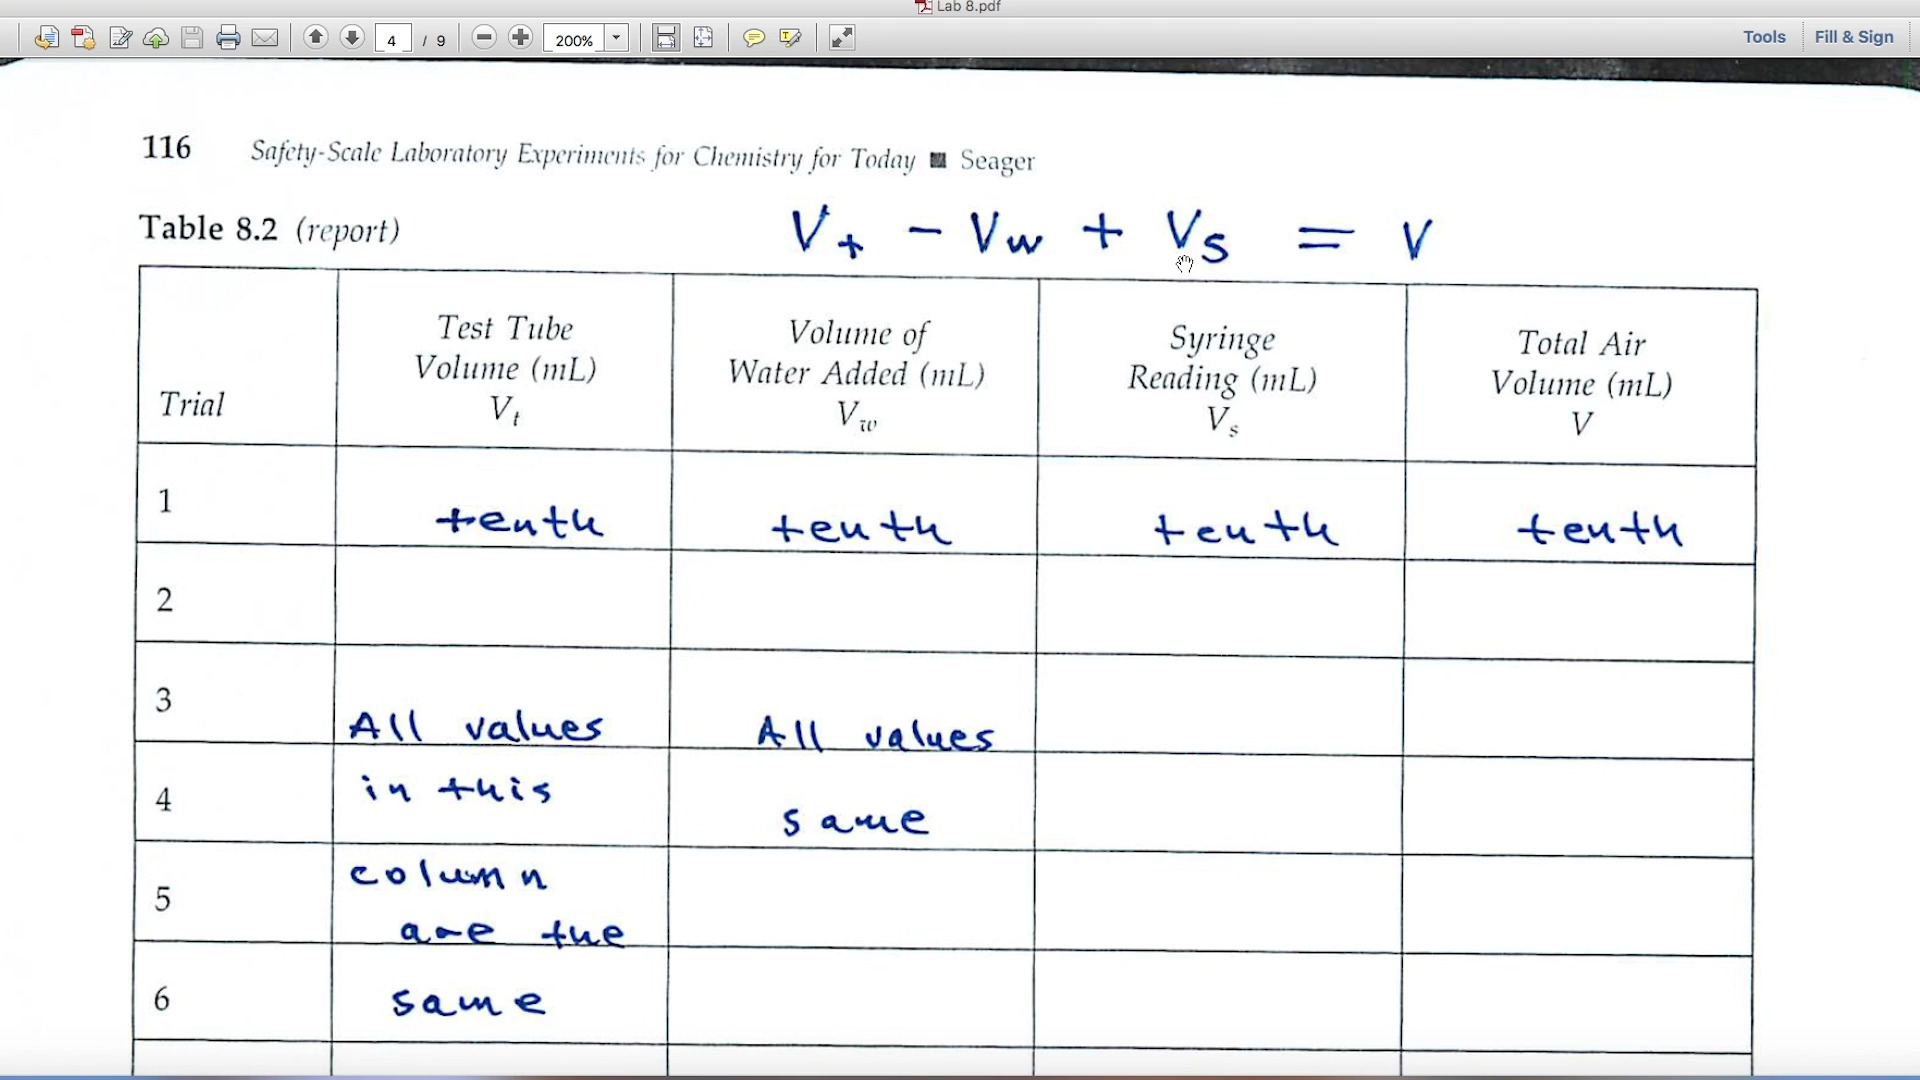 Lab 8.pdf
4 / 9 200% Tools Fill & Sign
116 Safety-Scale Laboratory Experiments for Chemistry for Today ■ Seager
Table 8.2 (report)
Vt - Vw + Vs = V
Trial
Test Tube
Volume (mL)
Vt
Volume of
Water Added (mL)
Vw
Syringe
Reading (mL)
Vs
Total Air
Volume (mL)
V
1 tenth tenth tenth tenth
2
3
All values All values
4 in this
same
5 column
are the
6 same